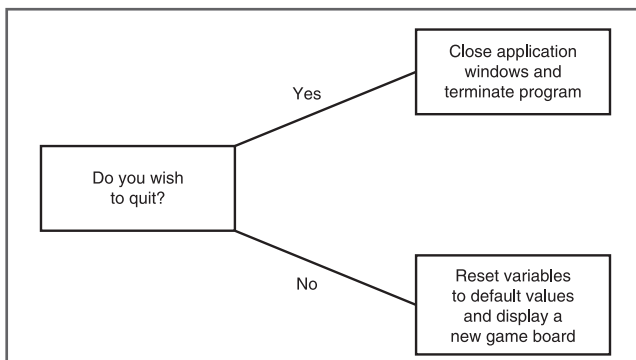 Close application
windows and
terminate program
Yes
Do you wish
to quit?
No
Reset variables
to default values
and display a
new game board